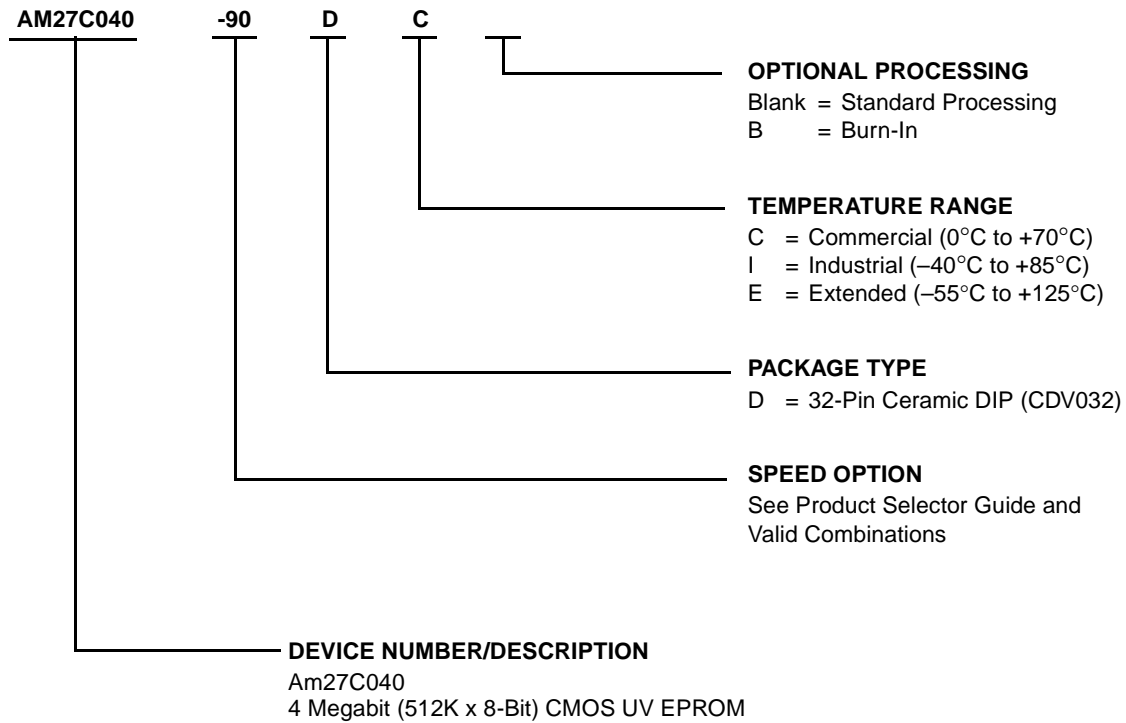 AM27C040 -90 D C
OPTIONAL PROCESSING
Blank = Standard Processing
B = Burn-In
TEMPERATURE RANGE
C = Commercial (0°C to +70°C)
I = Industrial (–40°C to +85°C)
E = Extended (–55°C to +125°C)
PACKAGE TYPE
D = 32-Pin Ceramic DIP (CDV032)
SPEED OPTION
See Product Selector Guide and
Valid Combinations
DEVICE NUMBER/DESCRIPTION
Am27C040
4 Megabit (512K x 8-Bit) CMOS UV EPROM